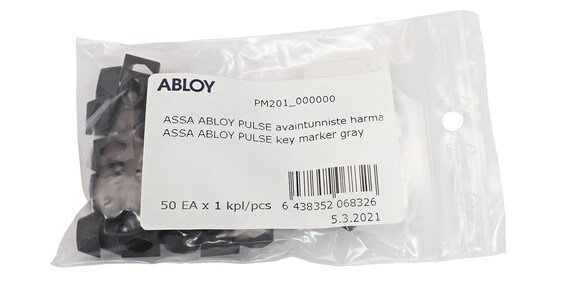 ABLOY
PM201_000000
ASSA ABLOY PULSE avaintunniste harma
ASSA ABLOY PULSE key marker gray
50 EA x 1 kpl/pcs
6 438352 068326
5.3.2021